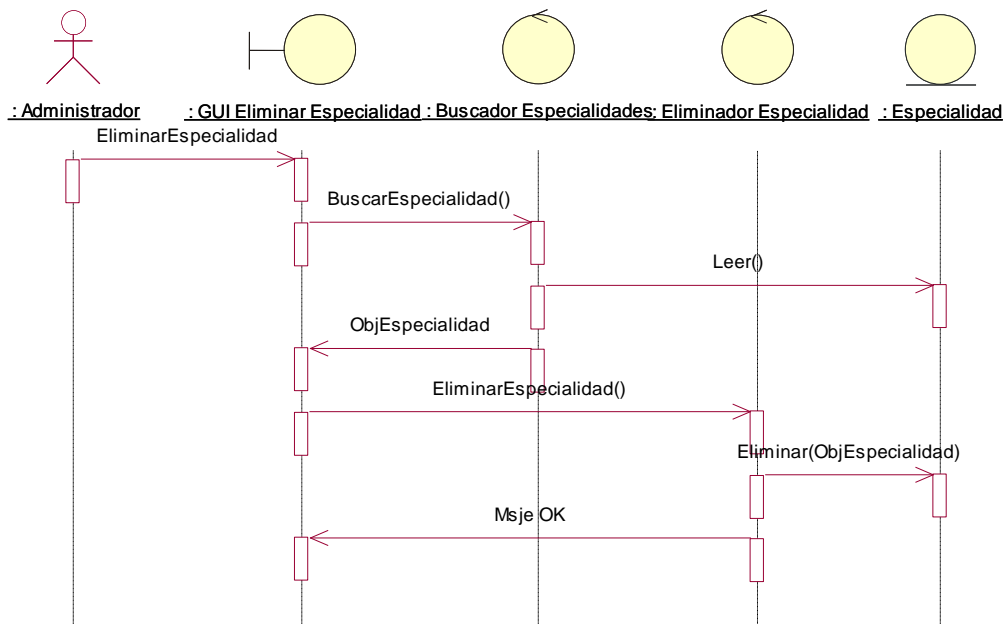 : Administrador
: GUI Eliminar Especialidad
: Buscador Especialidades
: Eliminador Especialidad
: Especialidad
EliminarEspecialidad
BuscarEspecialidad()
Leer()
ObjEspecialidad
EliminarEspecialidad()
Eliminar(ObjEspecialidad)
Msje OK